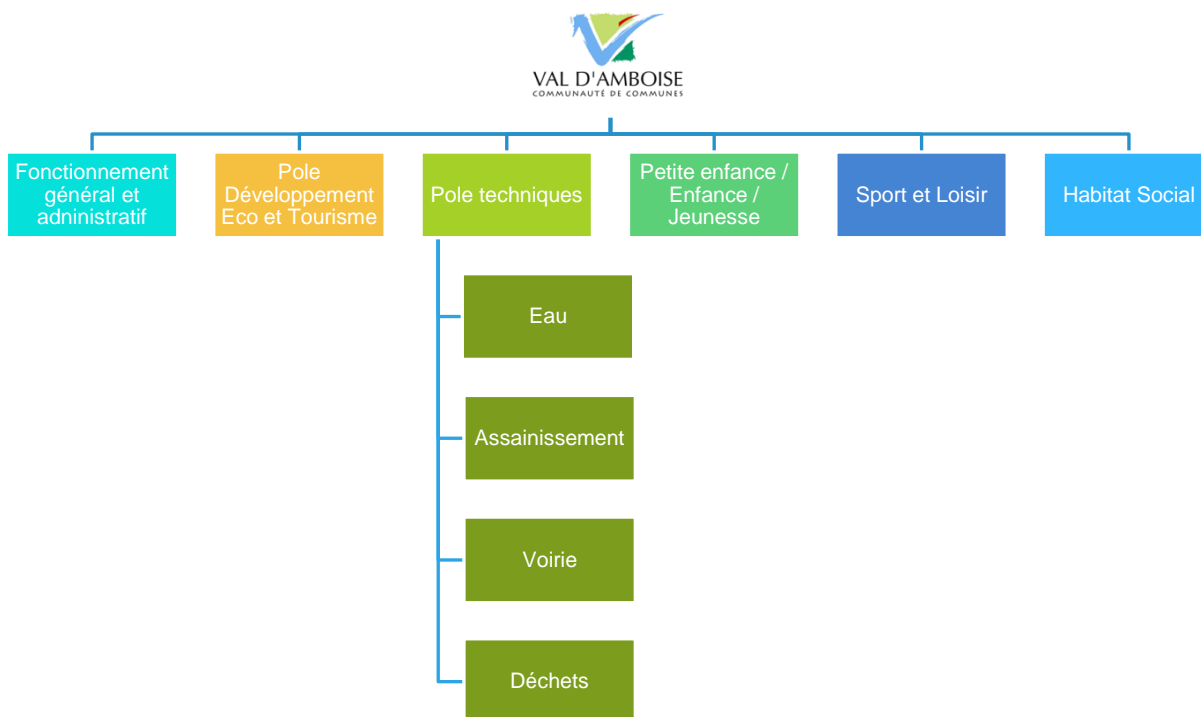 VAL D'AMBOISE
COMMUNAUTÉ DE COMMUNES
Fonctionnement
général et
adninistratif
Pole
Développement
Eco et Tourisme
Pole techniques
Petite enfance /
Enfance /
Jeunesse
Sport et Loisir
Habitat Social
Eau
Assainissement
Voirie
Déchets